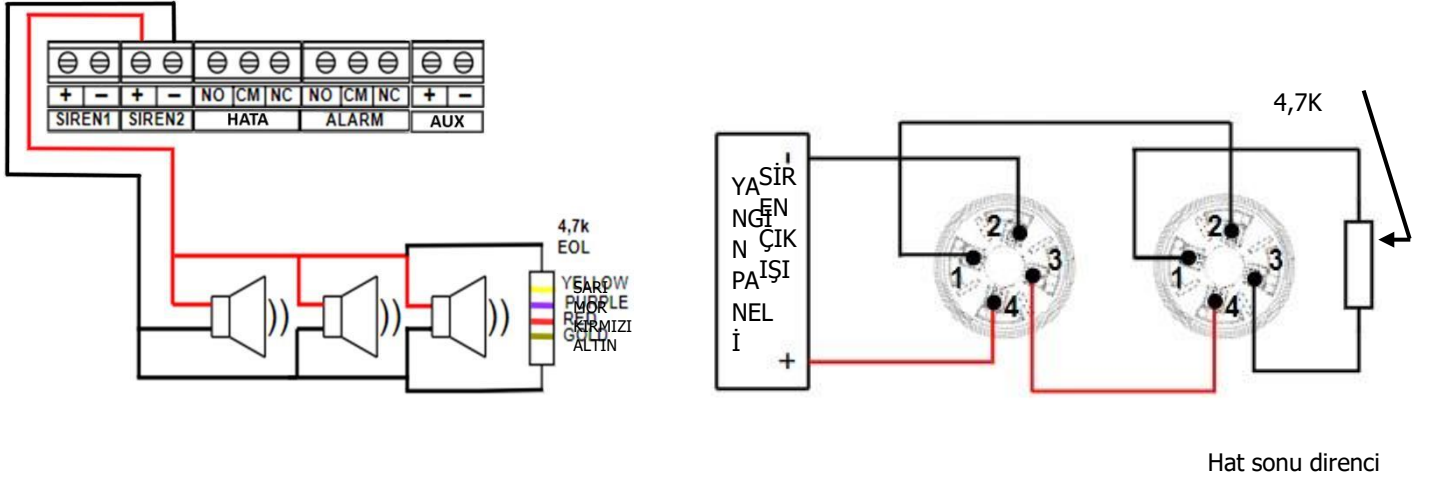 + − + − NO CM NC NO CM NC + −
SIREN1 SIREN2 HATA ALARM AUX
4,7k
EOL
YELLOW
SARI
PURPLE
MOR
RED
KIRMIZI
GOLD
ALTIN
4,7K
YANGIN PANELİ
SİREN ÇIKIŞI
-
+
2
1
3
4
2
1
3
4
Hat sonu direnci